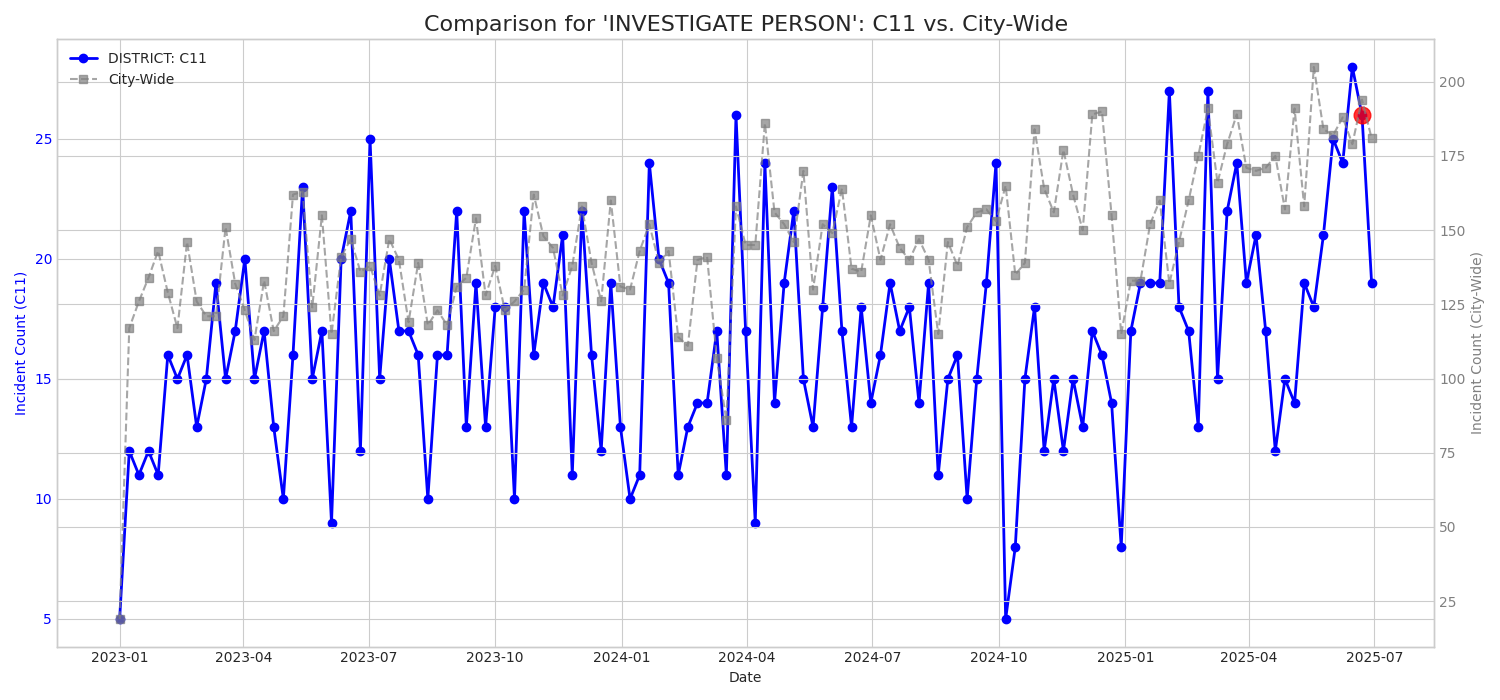 Comparison for 'INVESTIGATE PERSON': C11 vs. City-Wide
DISTRICT: C11
City-Wide
Incident Count (C11)
25
20
15
10
5
200
175
150
125
100
75
50
25
Incident Count (City-Wide)
2023-01 2023-04 2023-07 2023-10 2024-01 2024-04 2024-07 2024-10 2025-01 2025-04 2025-07
Date